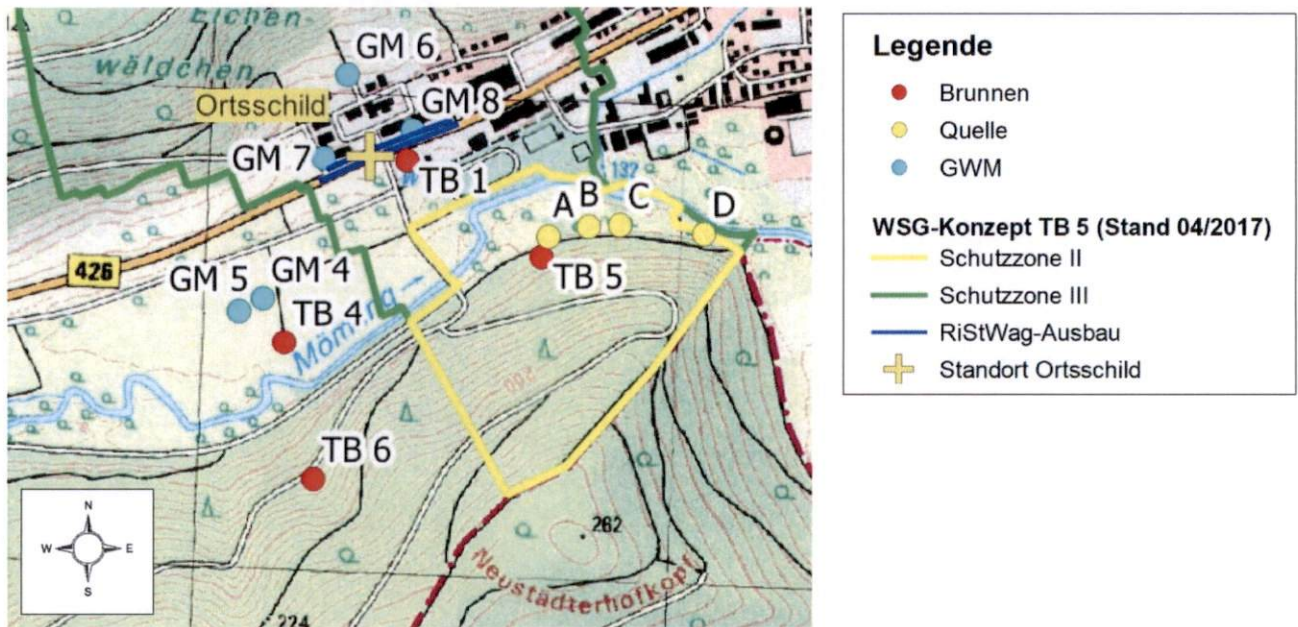 Eichen-
wäldchen
GM 6
Ortsschild
GM 8
GM 7
TB 1
132
A
B
C
D
426
GM 5
GM 4
TB 5
TB 4
Mömling
TB 6
262
Neustädterhofkopf
224
N
W
E
S
Legende
Brunnen
Quelle
GWM
WSG-Konzept TB 5 (Stand 04/2017)
Schutzzone II
Schutzzone III
RiStWag-Ausbau
Standort Ortsschild